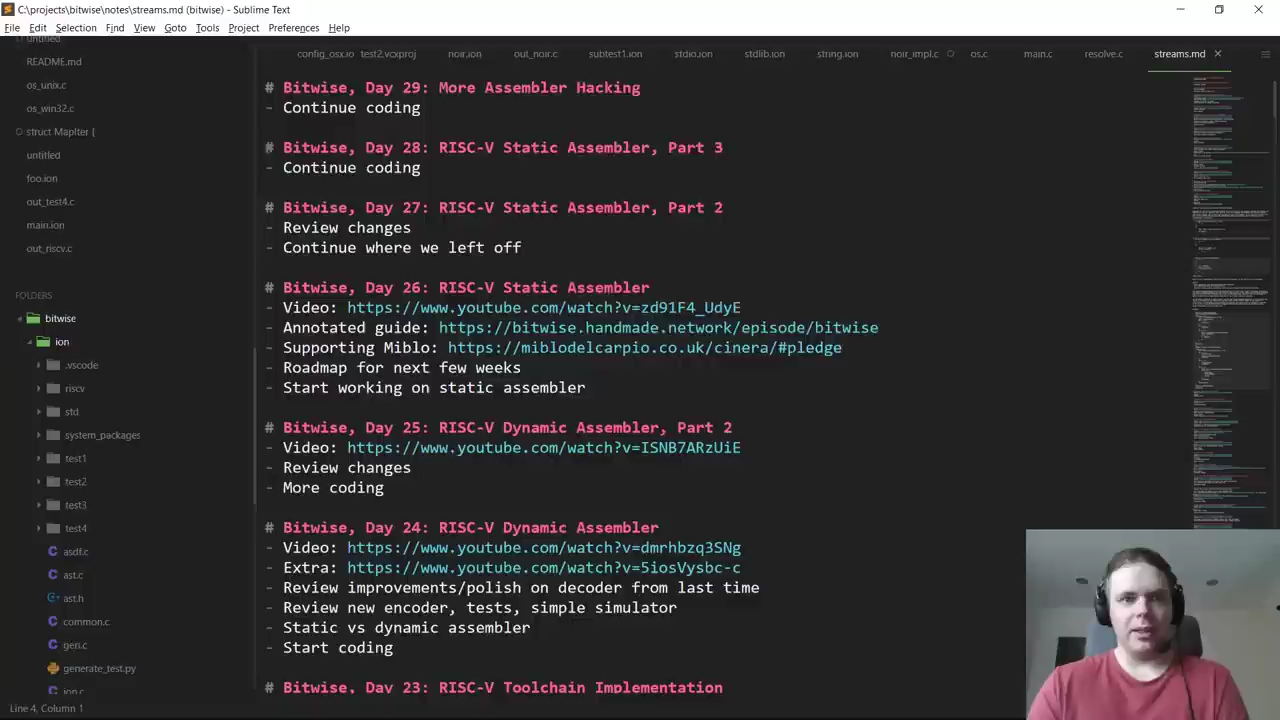 C:\projects\bitwise\notes\streams.md (bitwise) - Sublime Text
File Edit Selection Find View Goto Tools Project Preferences Help
untitled
README.md
os_unix.c
os_win32.c
struct MapIter {
untitled
foo.ion
out_test4.c
main.ion
out_riscv.c
FOLDERS
bitwise
ion
.vscode
riscv
std
system_packages
test1
test2
test3
test4
asdf.c
ast.c
ast.h
common.c
gen.c
generate_test.py
ion.c
config_osx.io test2.vcxproj noir.ion out_noir.c subtest1.ion stdio.ion stdlib.ion string.ion noir_impl.c os.c main.c resolve.c streams.md
# Bitwise, Day 29: More Assembler Hacking
- Continue coding
# Bitwise, Day 28: RISC-V Static Assembler, Part 3
- Continue coding
# Bitwise, Day 27: RISC-V Static Assembler, Part 2
- Review changes
- Continue where we left off
# Bitwise, Day 26: RISC-V Static Assembler
- Video: https://www.youtube.com/watch?v=zd91F4_UdyE
- Annotated guide: https://bitwise.handmade.network/episode/bitwise
- Supporting Miblo: https://miblodelcarpio.co.uk/cinera/#pledge
- Roadmap for next few weeks
- Start working on static assembler
# Bitwise, Day 25: RISC-V Dynamic Assembler, Part 2
- Video: https://www.youtube.com/watch?v=ISNB7ARzUiE
- Review changes
- More coding
# Bitwise, Day 24: RISC-V Dynamic Assembler
- Video: https://www.youtube.com/watch?v=dmrhbzq3SNg
- Extra: https://www.youtube.com/watch?v=5iosVysbc-c
- Review improvements/polish on decoder from last time
- Review new encoder, tests, simple simulator
- Static vs dynamic assembler
- Start coding
# Bitwise, Day 23: RISC-V Toolchain Implementation
Line 4, Column 1